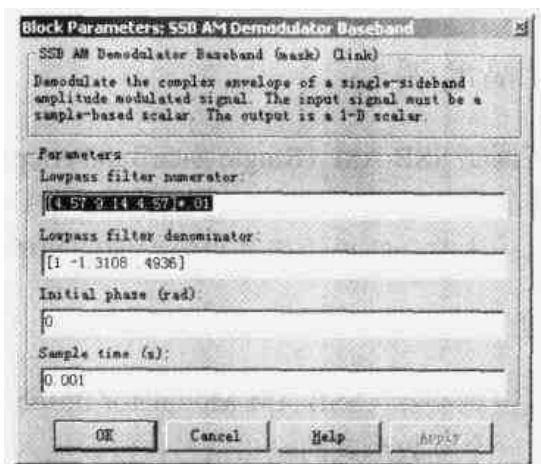 Block Parameters: SSB AM Demodulator Baseband
SSB AM Demodulator Baseband (mask) (link)
Demodulate the complex envelope of a single-sideband
amplitude modulated signal. The input signal must be a
sample-based scalar. The output is a 1-D scalar.
Parameters
Lowpass filter numerator:
[4.57 9.14 4.57]*.01
Lowpass filter denominator:
[1 -1.3108 .4936]
Initial phase (rad):
0
Sample time (s):
0.001
OK
Cancel
Help
Apply